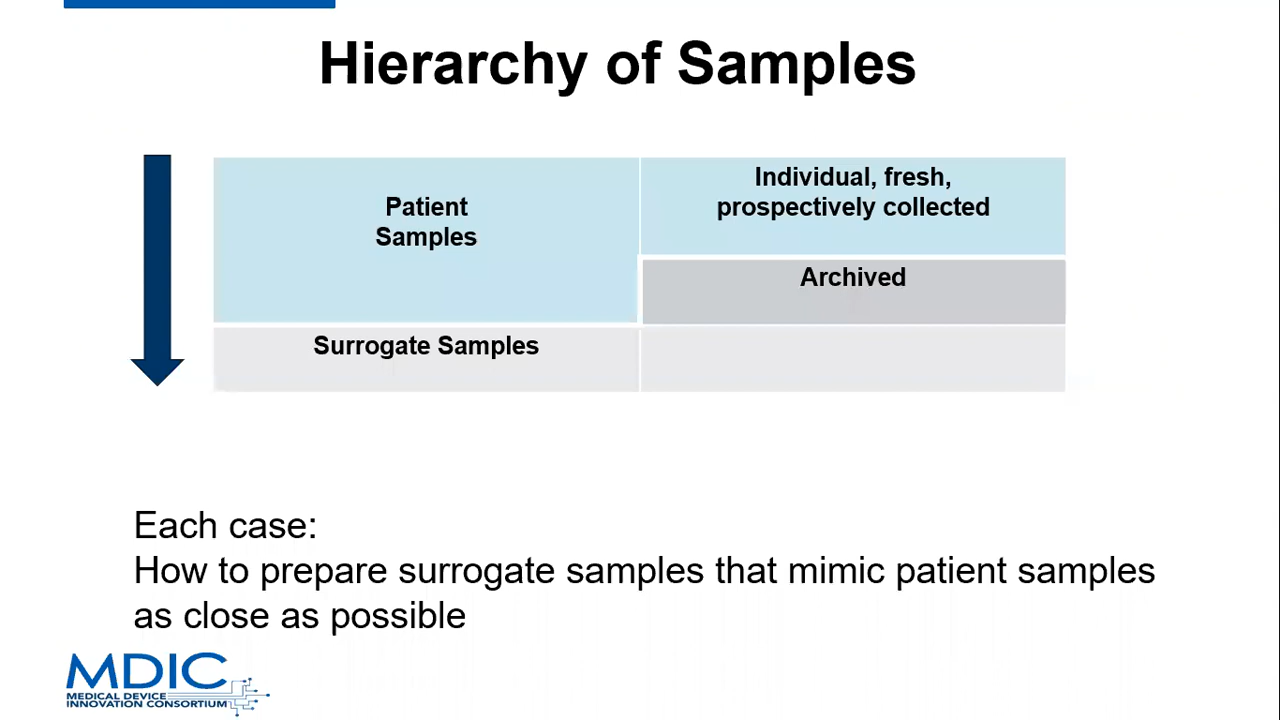 Hierarchy of Samples
Patient
Samples
Individual, fresh,
prospectively collected
Archived
Surrogate Samples
Each case:
How to prepare surrogate samples that mimic patient samples
as close as possible
MDIC
MEDICAL DEVICE
INNOVATION CONSORTIUM